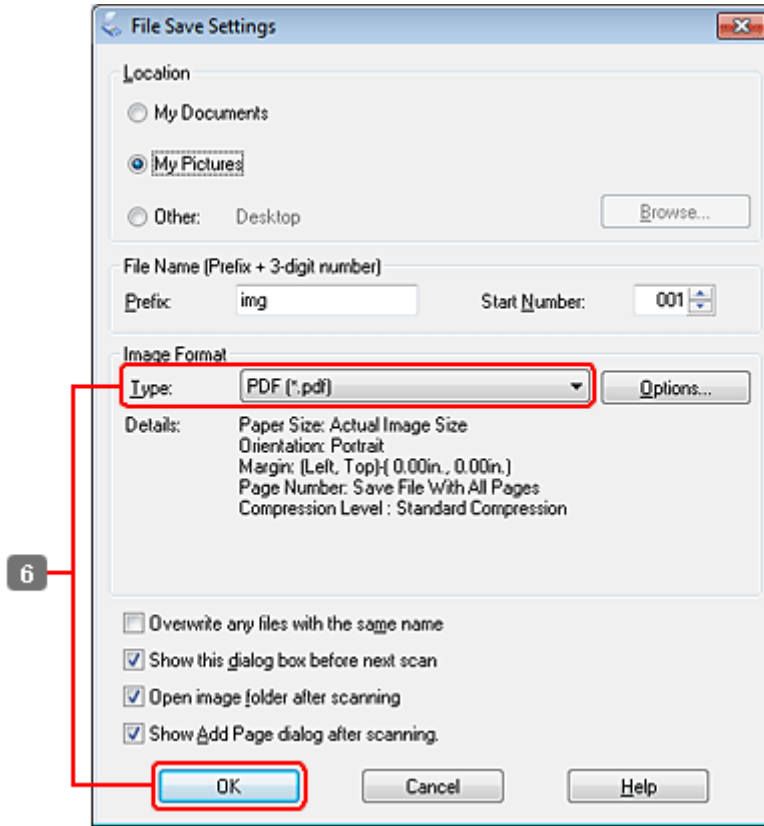 File Save Settings
Location
My Documents
My Pictures
Other: Desktop Browse...
File Name (Prefix + 3-digit number)
Prefix: img Start Number: 001
Image Format
Type: PDF (*.pdf) Options...
Details: Paper Size: Actual Image Size
Orientation: Portrait
Margin: (Left, Top)-( 0.00in., 0.00in.)
Page Number: Save File With All Pages
Compression Level : Standard Compression
6
Overwrite any files with the same name
Show this dialog box before next scan
Open image folder after scanning
Show Add Page dialog after scanning.
OK Cancel Help